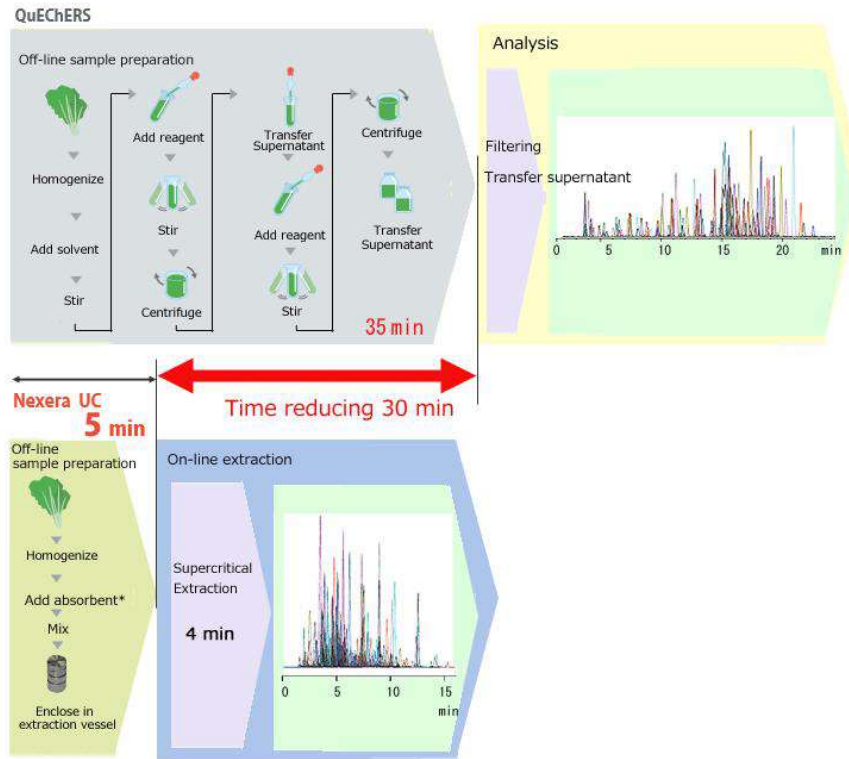 QuEChERS
Off-line sample preparation
Homogenize
Add solvent
Stir
Add reagent
Stir
Centrifuge
Transfer
Supernatant
Add reagent
Stir
Centrifuge
Transfer
Supernatant
35 min
Analysis
Filtering
Transfer supernatant
0 5 10 15 20
min
Nexera UC
5 min
Time reducing 30 min
Off-line
sample preparation
Homogenize
Add absorbent*
Mix
Enclose in
extraction vessel
On-line extraction
Supercritical
Extraction
4 min
0 5 10 15
min